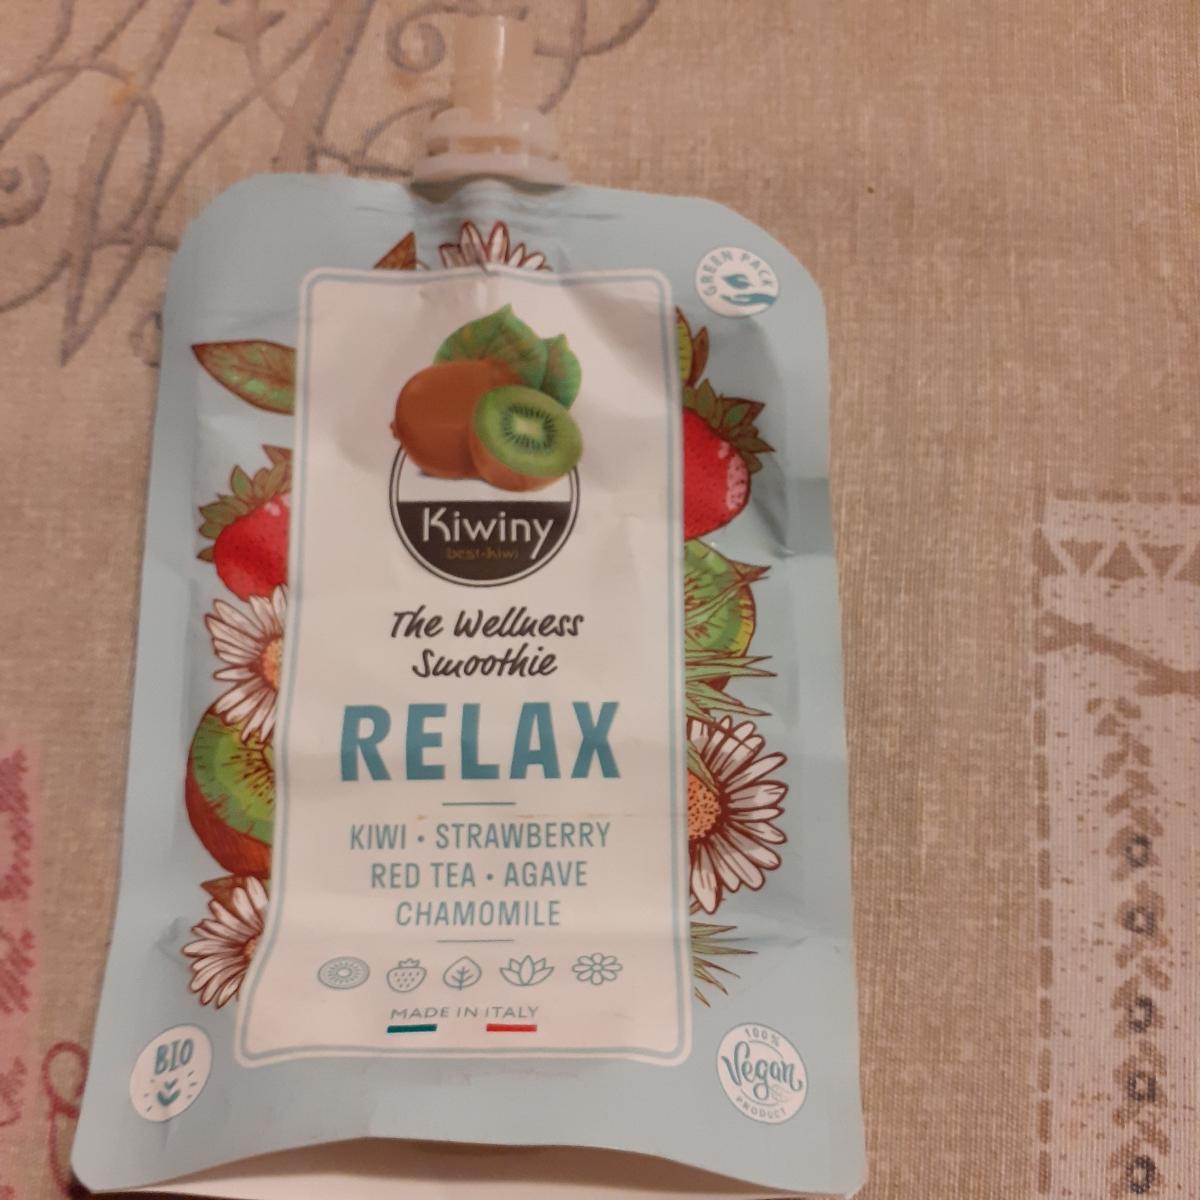 GREEN PACK
Kiwiny
best-kiwi
The Wellness
Smoothie
RELAX
KIWI • STRAWBERRY
RED TEA • AGAVE
CHAMOMILE
MADE IN ITALY
BIO
100%
Vegan
PRODUCT